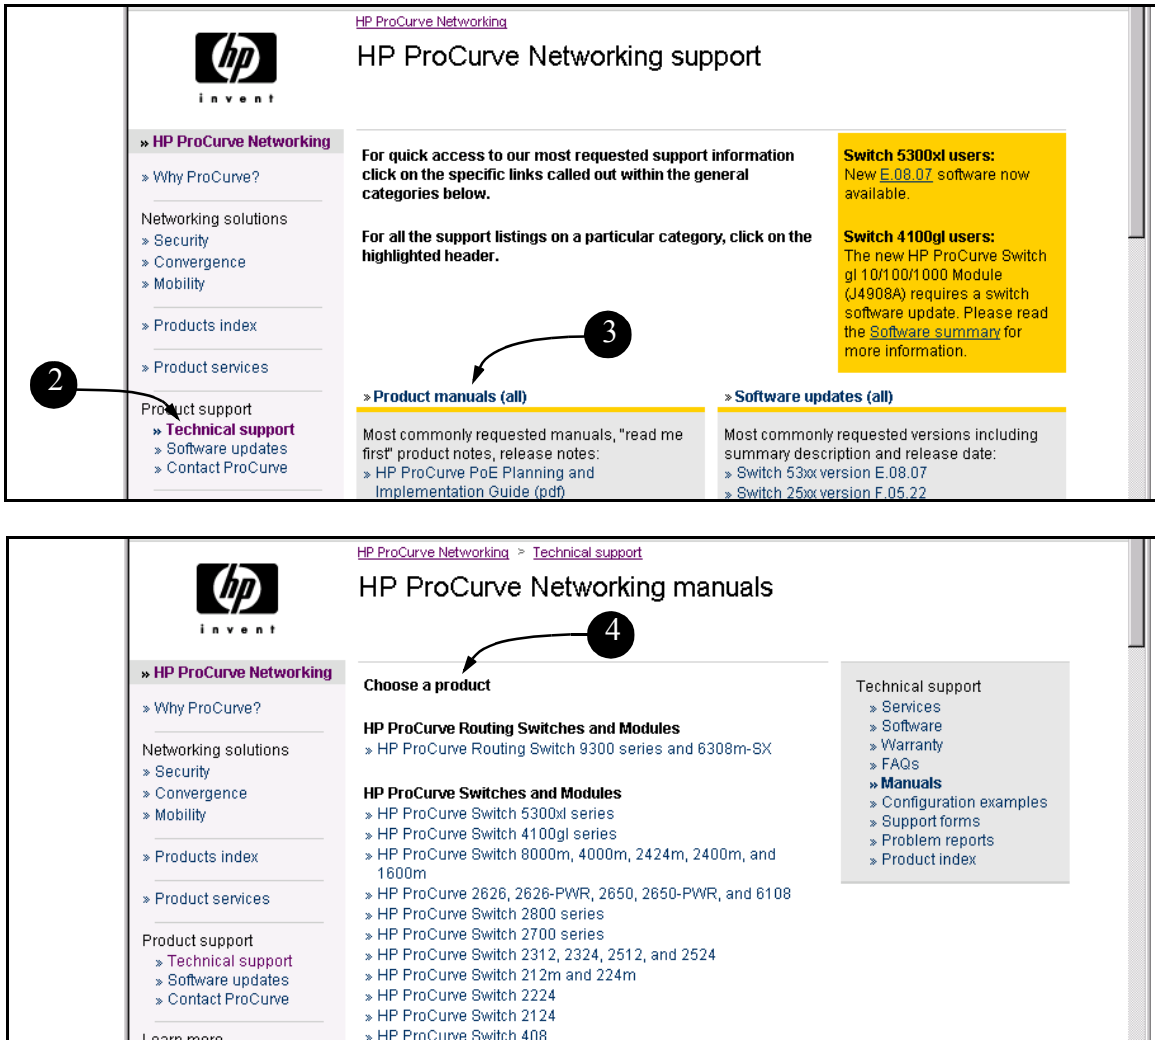 HP ProCurve Networking
HP ProCurve Networking support
hp
invent
» HP ProCurve Networking
» Why ProCurve?
Networking solutions
» Security
» Convergence
» Mobility
» Products index
» Product services
2
Product support
» Technical support
» Software updates
» Contact ProCurve
For quick access to our most requested support information
click on the specific links called out within the general
categories below.
For all the support listings on a particular category, click on the
highlighted header.
3
» Product manuals (all)
Most commonly requested manuals, "read me
first" product notes, release notes:
» HP ProCurve PoE Planning and
Implementation Guide (pdf)
Switch 5300xl users:
New E.08.07 software now
available.
Switch 4100gl users:
The new HP ProCurve Switch
gl 10/100/1000 Module
(J4908A) requires a switch
software update. Please read
the Software summary for
more information.
» Software updates (all)
Most commonly requested versions including
summary description and release date:
» Switch 53xx version E.08.07
» Switch 25xx version F.05.22
HP ProCurve Networking > Technical support
HP ProCurve Networking manuals
hp
invent
4
» HP ProCurve Networking
» Why ProCurve?
Networking solutions
» Security
» Convergence
» Mobility
» Products index
» Product services
Product support
» Technical support
» Software updates
» Contact ProCurve
Learn more
Choose a product
HP ProCurve Routing Switches and Modules
» HP ProCurve Routing Switch 9300 series and 6308m-SX
HP ProCurve Switches and Modules
» HP ProCurve Switch 5300xl series
» HP ProCurve Switch 4100gl series
» HP ProCurve Switch 8000m, 4000m, 2424m, 2400m, and
1600m
» HP ProCurve 2626, 2626-PWR, 2650, 2650-PWR, and 6108
» HP ProCurve Switch 2800 series
» HP ProCurve Switch 2700 series
» HP ProCurve Switch 2312, 2324, 2512, and 2524
» HP ProCurve Switch 212m and 224m
» HP ProCurve Switch 2224
» HP ProCurve Switch 2124
» HP ProCurve Switch 408
Technical support
» Services
» Software
» Warranty
» FAQs
» Manuals
» Configuration examples
» Support forms
» Problem reports
» Product index